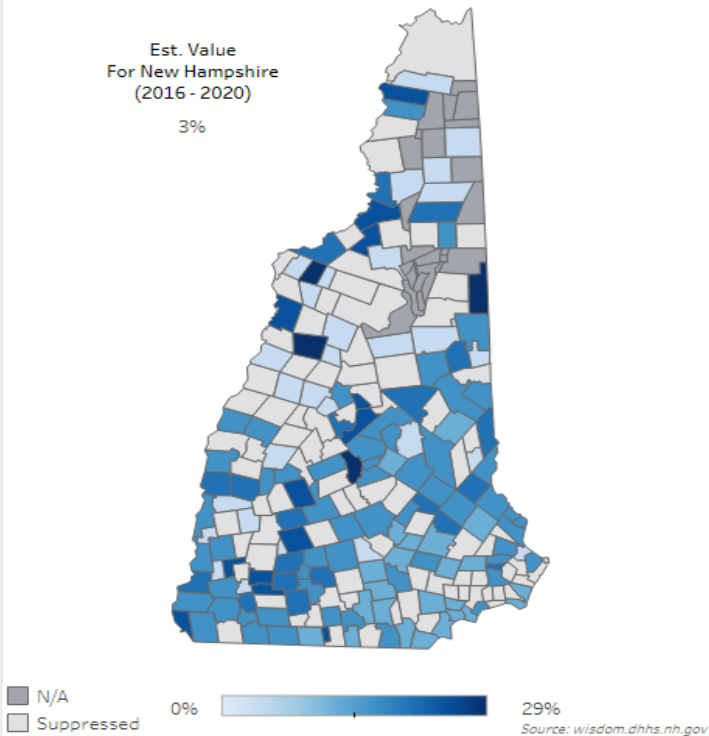 Est. Value
For New Hampshire
(2016 - 2020)
3%
N/A
Suppressed
0%
29%
Source: wisdom.dhhs.nh.gov